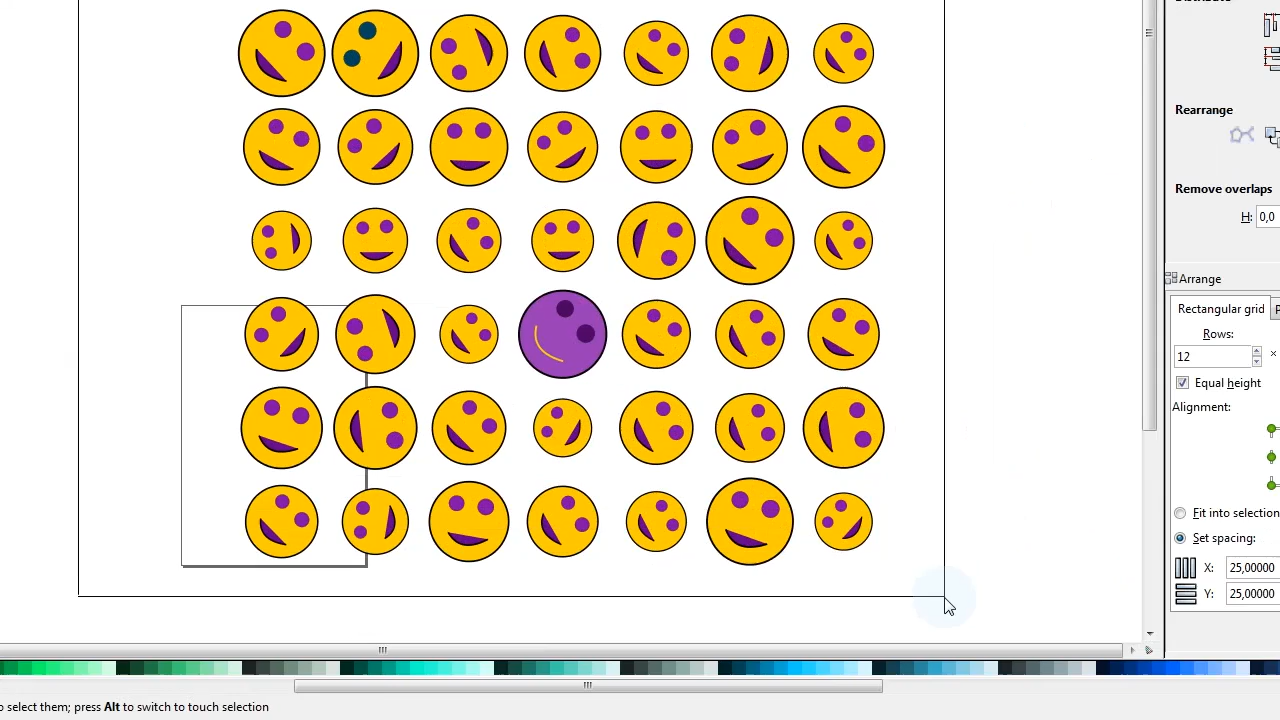 Rearrange
Remove overlaps
H: 0,0
Arrange
Rectangular grid
Rows:
12
×
Equal height
Alignment:
Fit into selection
Set spacing:
X: 25,00000
Y: 25,00000
o select them; press Alt to switch to touch selection